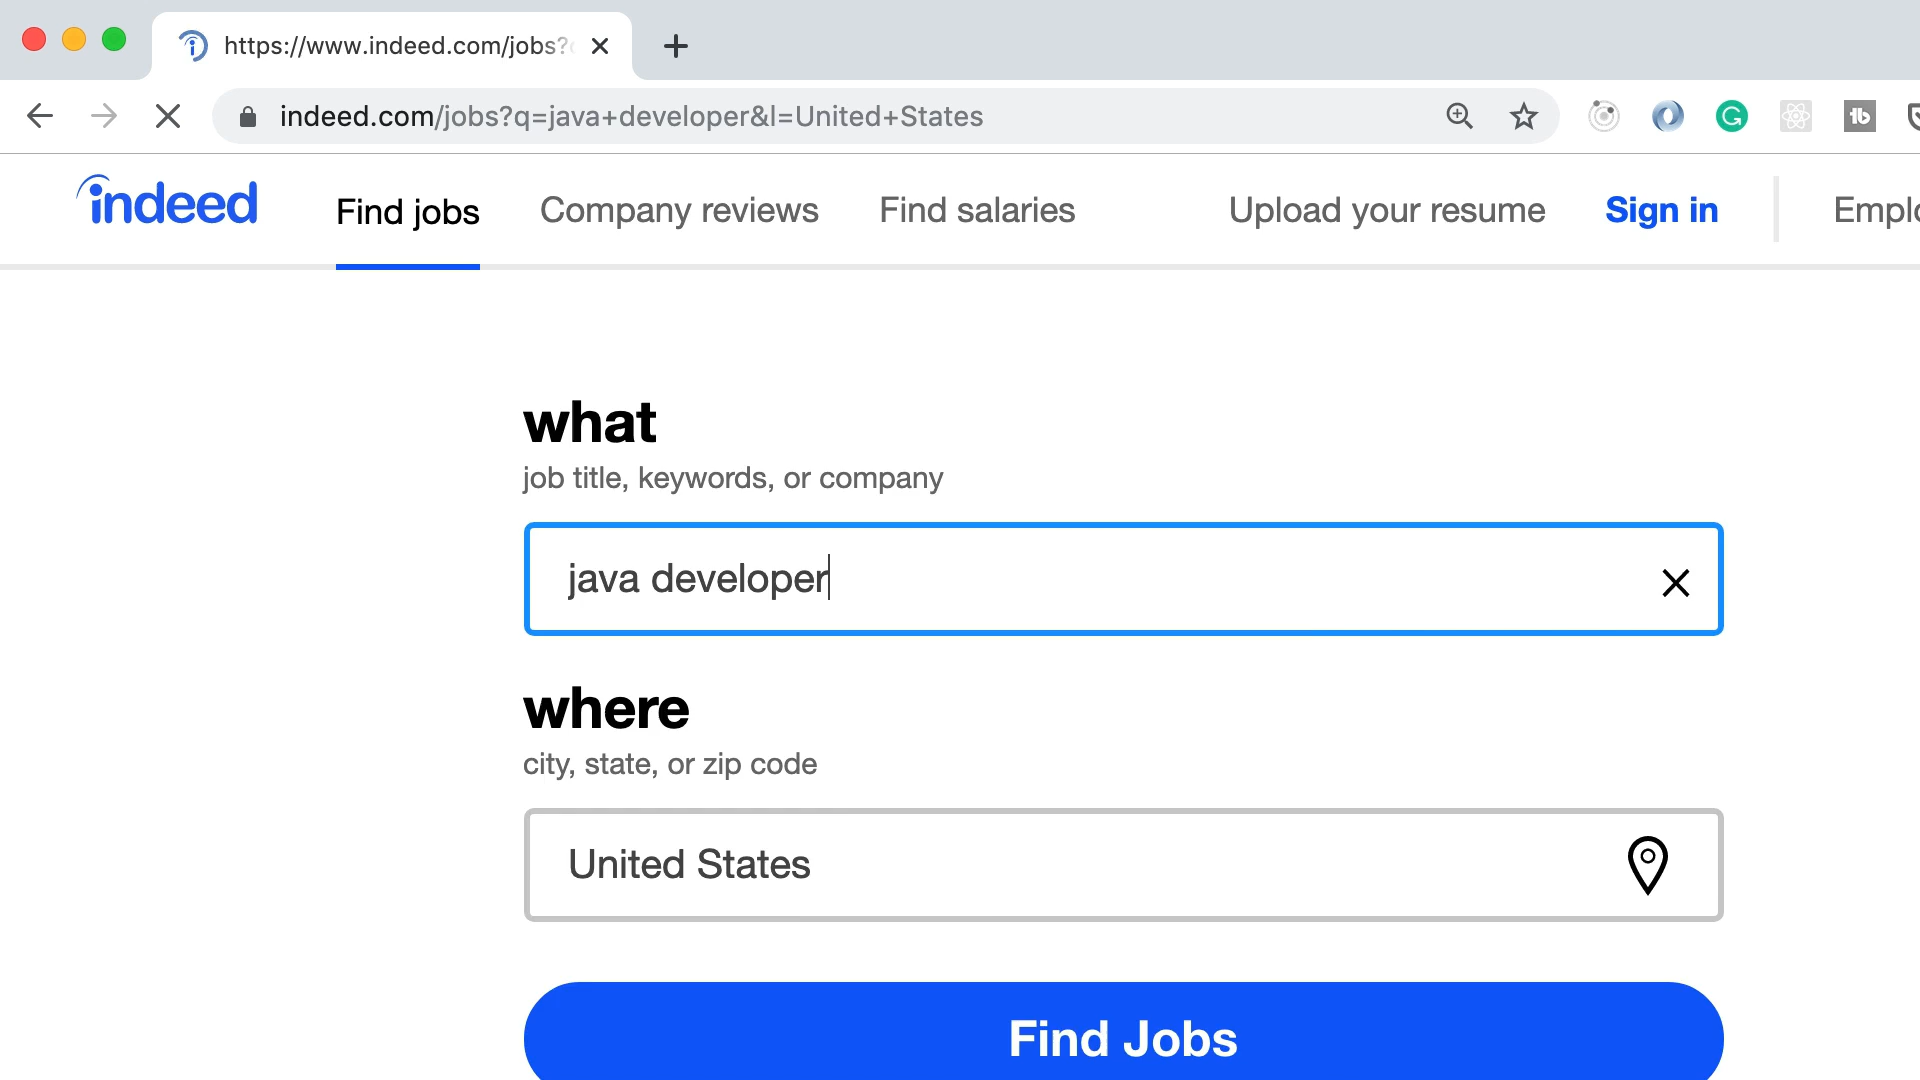 https://www.indeed.com/jobs?
indeed.com/jobs?q=java+developer&l=United+States
indeed Find jobs Company reviews Find salaries Upload your resume Sign in
what
job title, keywords, or company
java developer
where
city, state, or zip code
United States
Find Jobs